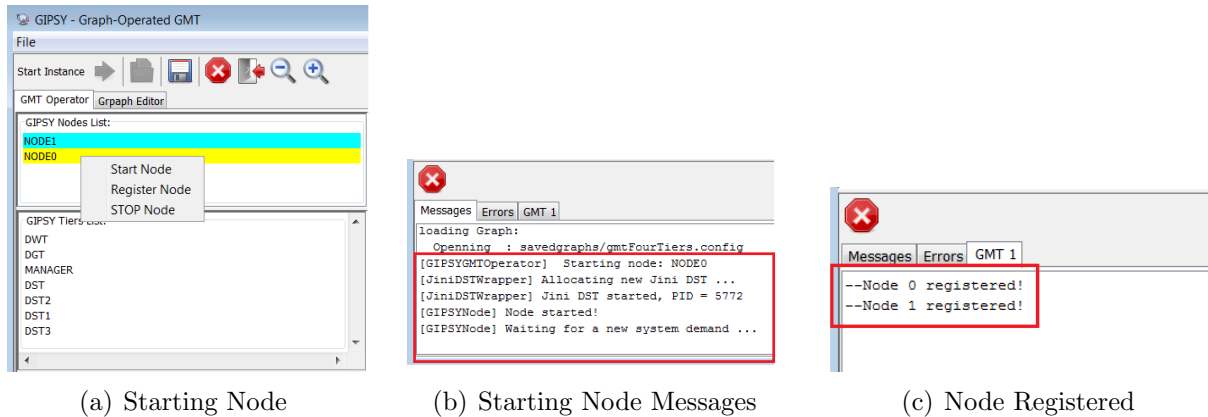 GIPSY - Graph-Operated GMT
File
Start Instance
GMT Operator Grpaph Editor
GIPSY Nodes List:
NODE1
NODE0
Start Node
Register Node
STOP Node
GIPSY Tiers List:
DWT
DGT
MANAGER
DST
DST2
DST1
DST3
(a) Starting Node
Messages Errors GMT 1
loading Graph:
Openning : savedgraphs/gmtFourTiers.config
[GIPSYGMTOperator] Starting node: NODE0
[JiniDSTWrapper] Allocating new Jini DST ...
[JiniDSTWrapper] Jini DST started, PID = 5772
[GIPSYNode] Node started!
[GIPSYNode] Waiting for a new system demand ...
(b) Starting Node Messages
Messages Errors GMT 1
--Node 0 registered!
--Node 1 registered!
(c) Node Registered